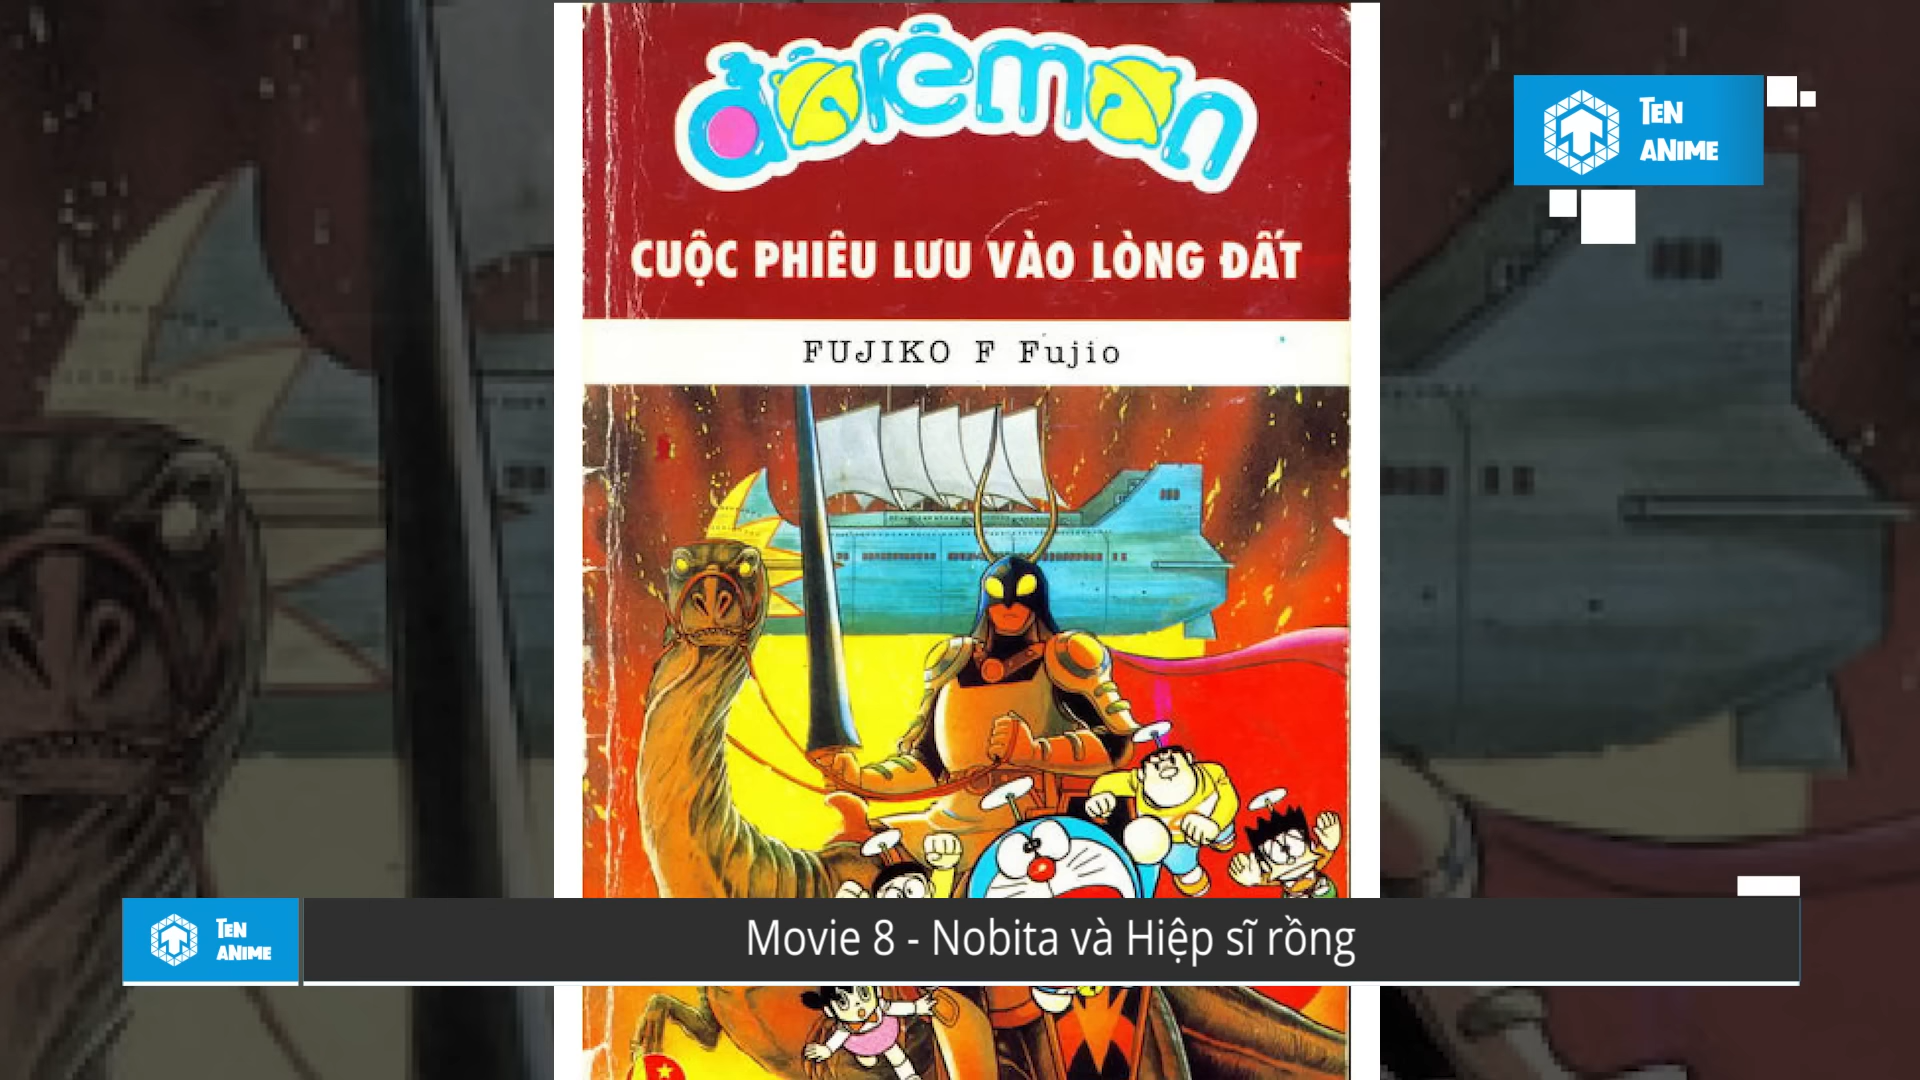 đôrêmon
CUỘC PHIÊU LƯU VÀO LÒNG ĐẤT
FUJIKO F Fujio
TEN
ANIME
TEN
ANIME
Movie 8 - Nobita và Hiệp sĩ rồng